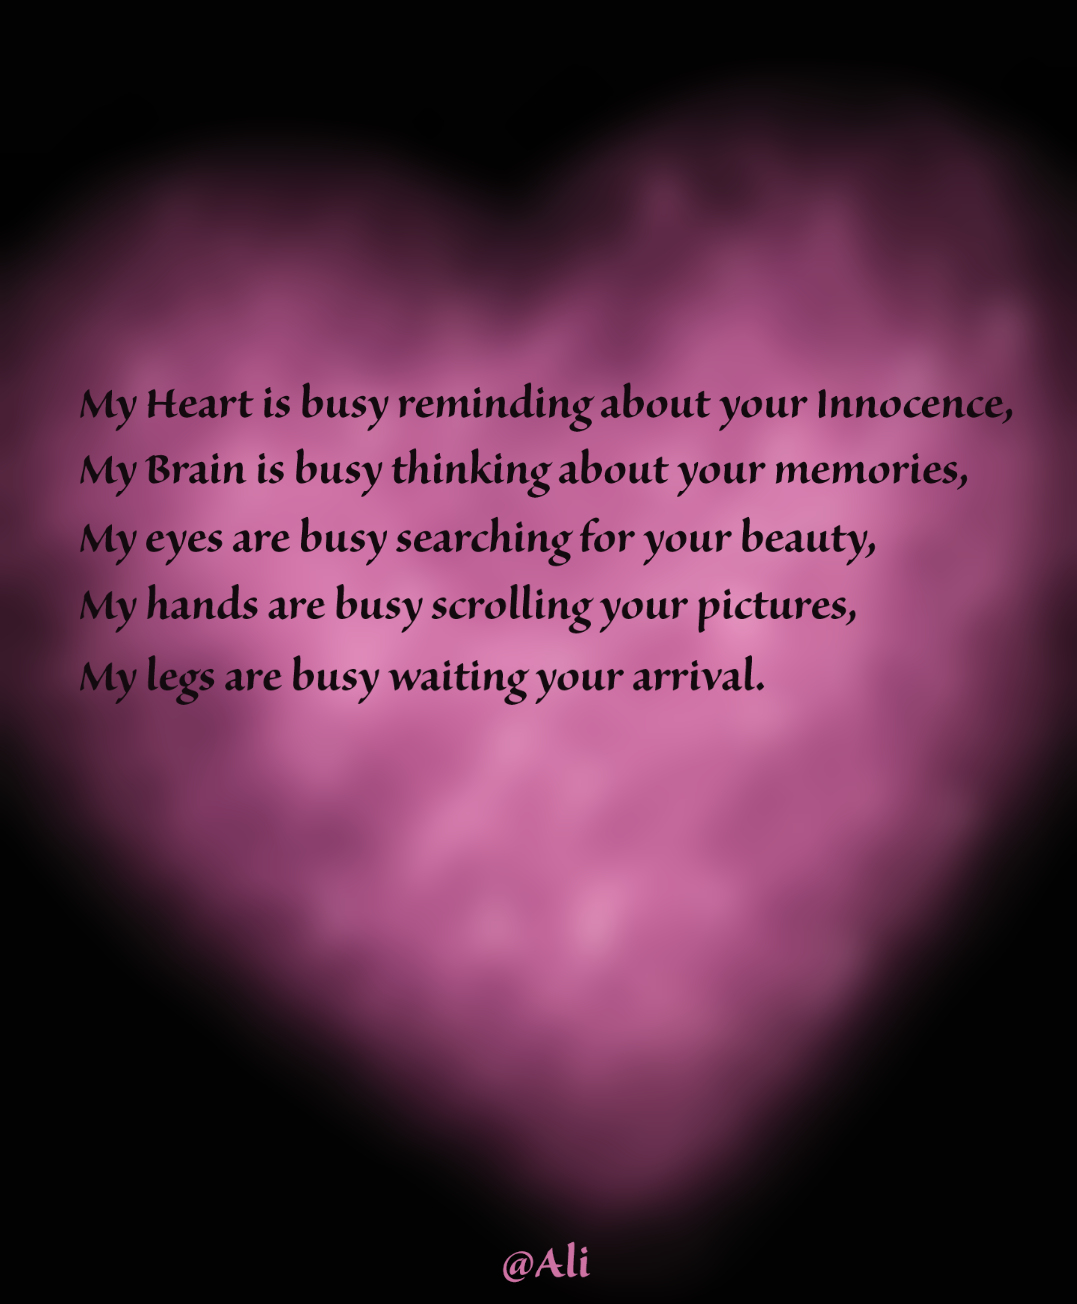 My Heart is busy reminding about your Innocence,
My Brain is busy thinking about your memories,
My eyes are busy searching for your beauty,
My hands are busy scrolling your pictures,
My legs are busy waiting your arrival.
@Ali